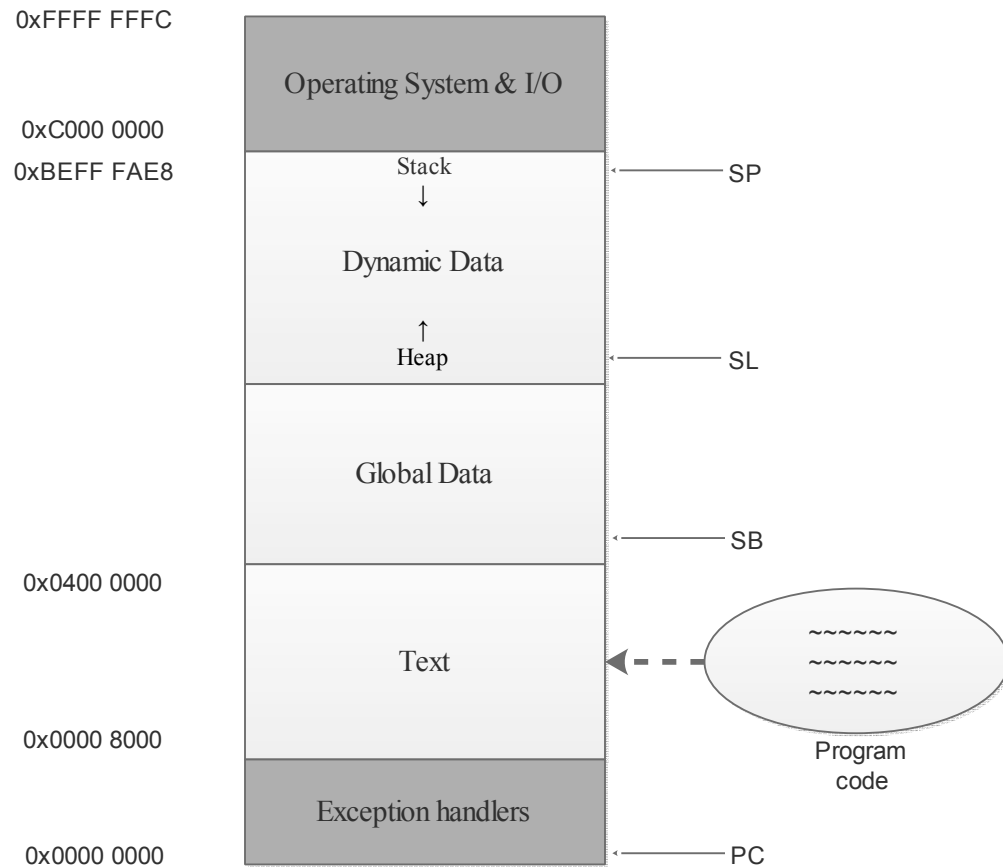 0xFFFF FFFC
Operating System & I/O
0xC000 0000
0xBEFF FAE8
Stack
SP
↓
Dynamic Data
↑
Heap
SL
Global Data
SB
0x0400 0000
Text
~~~~~~
~~~~~~
~~~~~~
0x0000 8000
Program
code
Exception handlers
0x0000 0000
PC